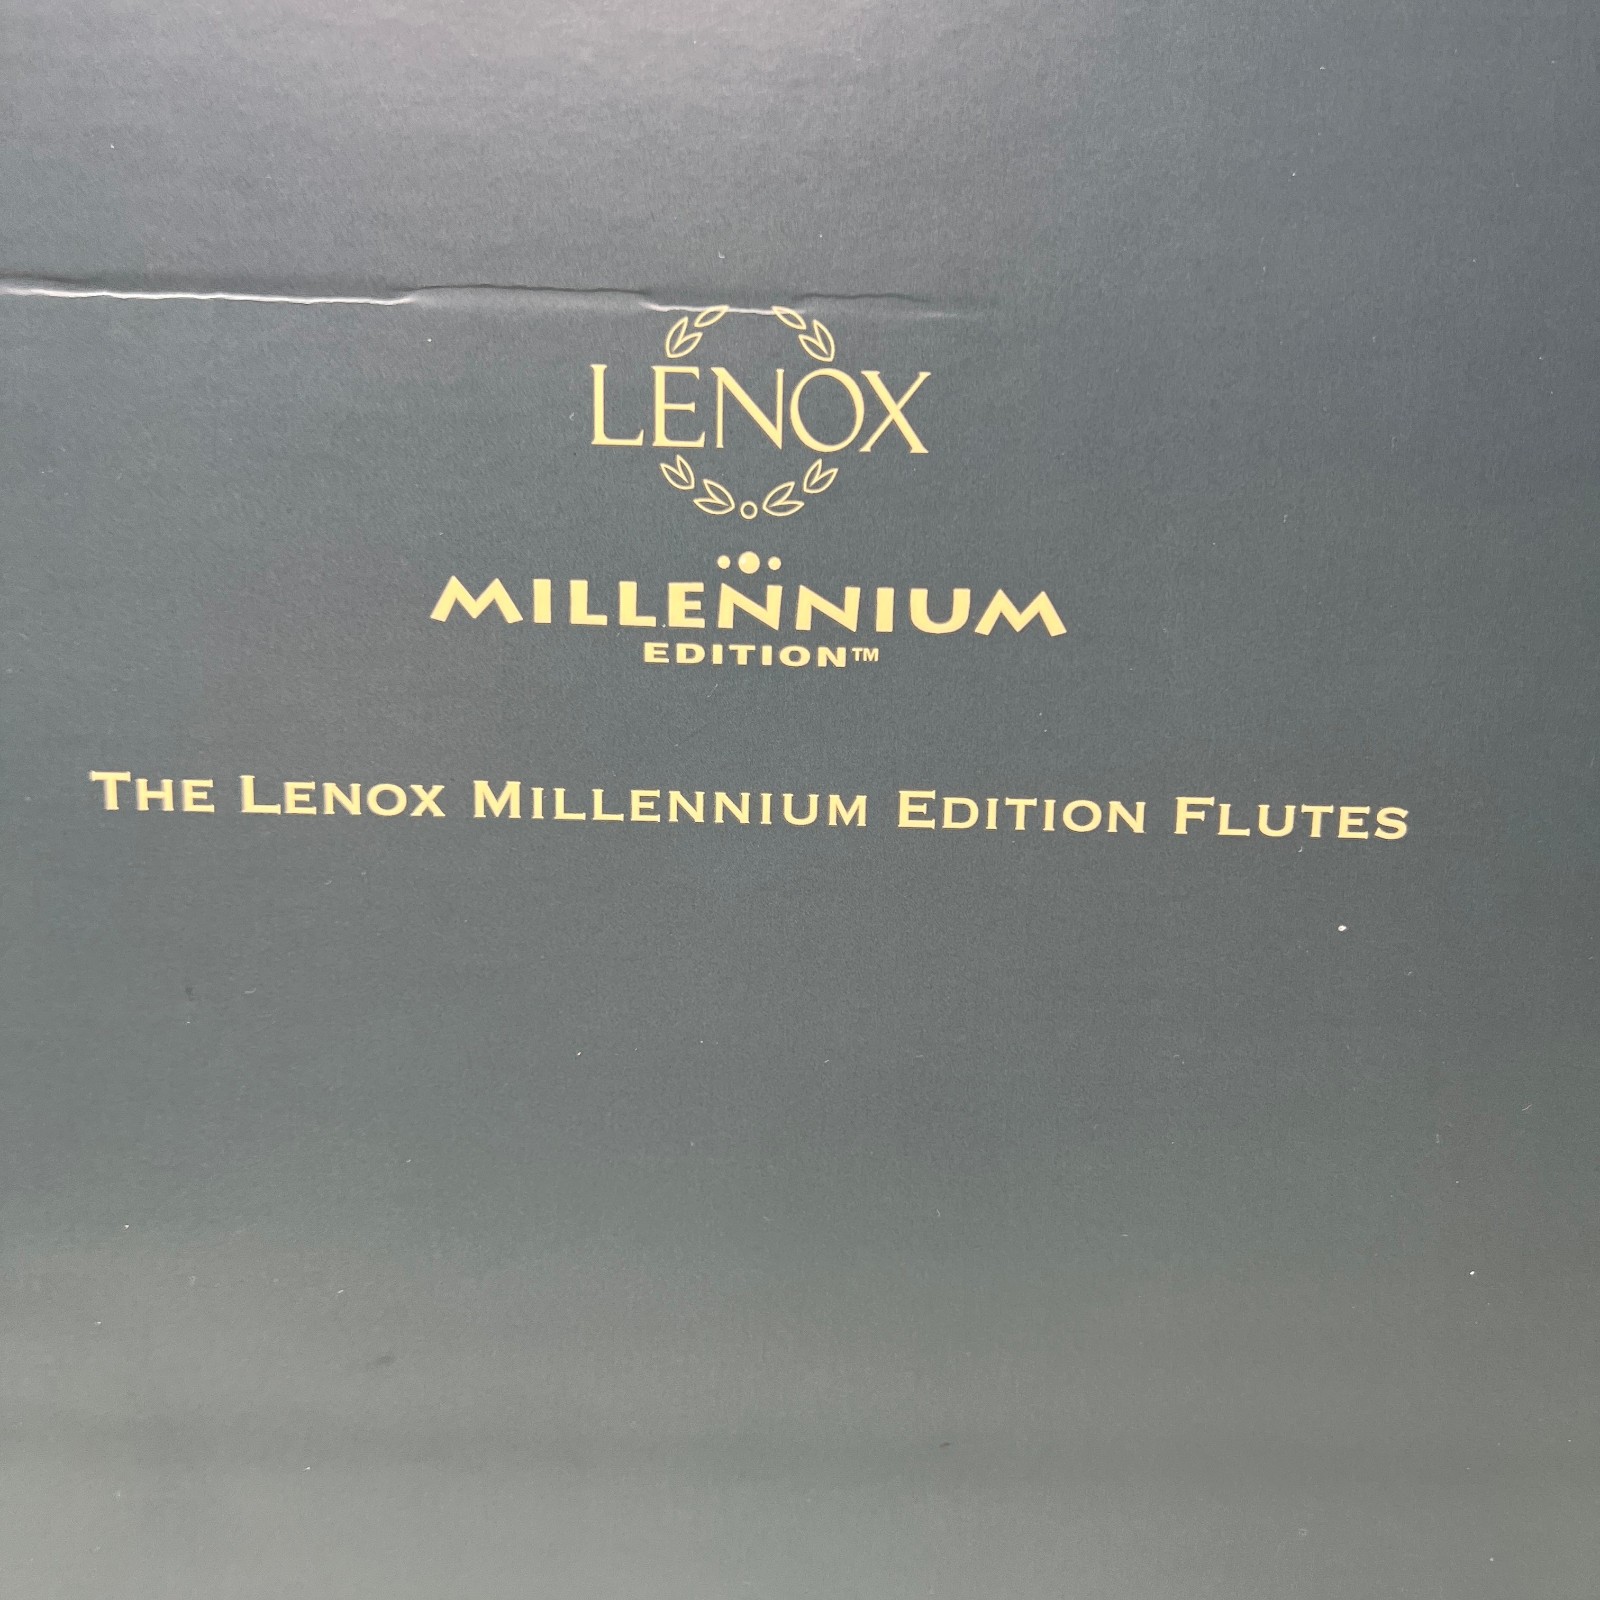 LENOX
MILLENNIUM
EDITION™
THE LENOX MILLENNIUM EDITION FLUTES